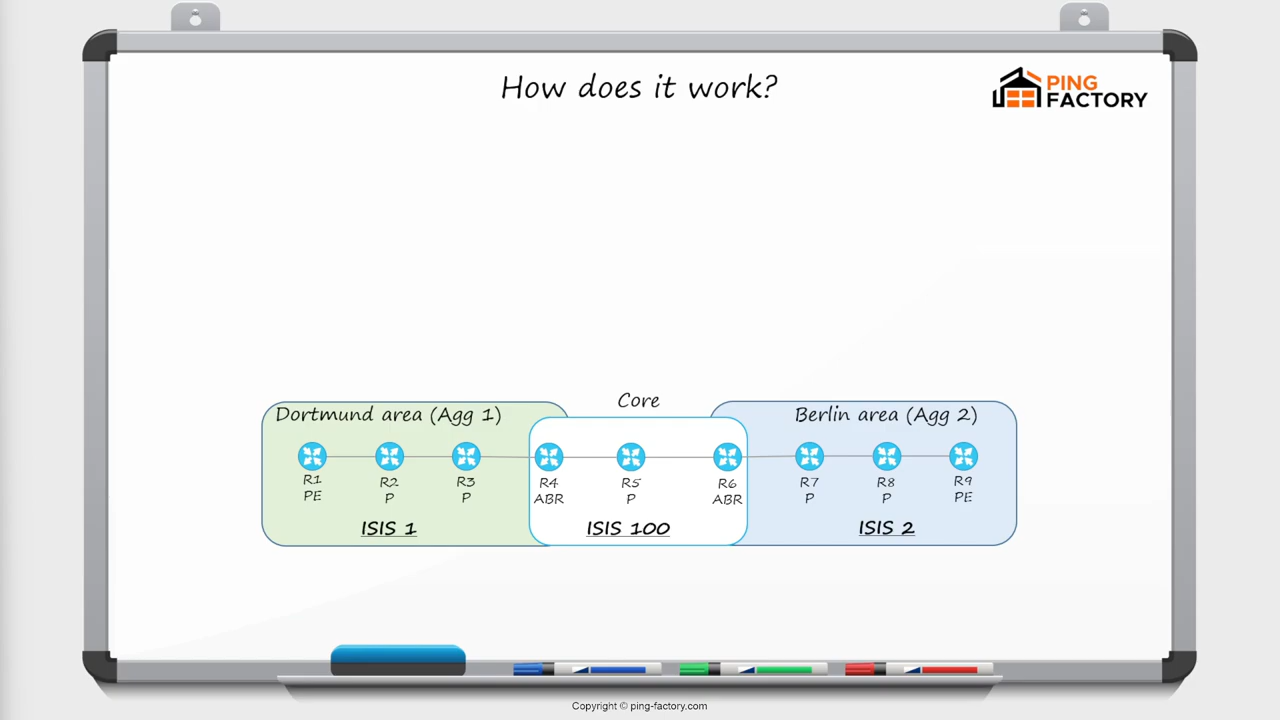 How does it work?
PING
FACTORY
Core
Dortmund area (Agg 1)
Berlin area (Agg 2)
R1
PE
R2
P
R3
P
R4
ABR
R5
P
R6
ABR
R7
P
R8
P
R9
PE
ISIS 1
ISIS 100
ISIS 2
Copyright © ping-factory.com